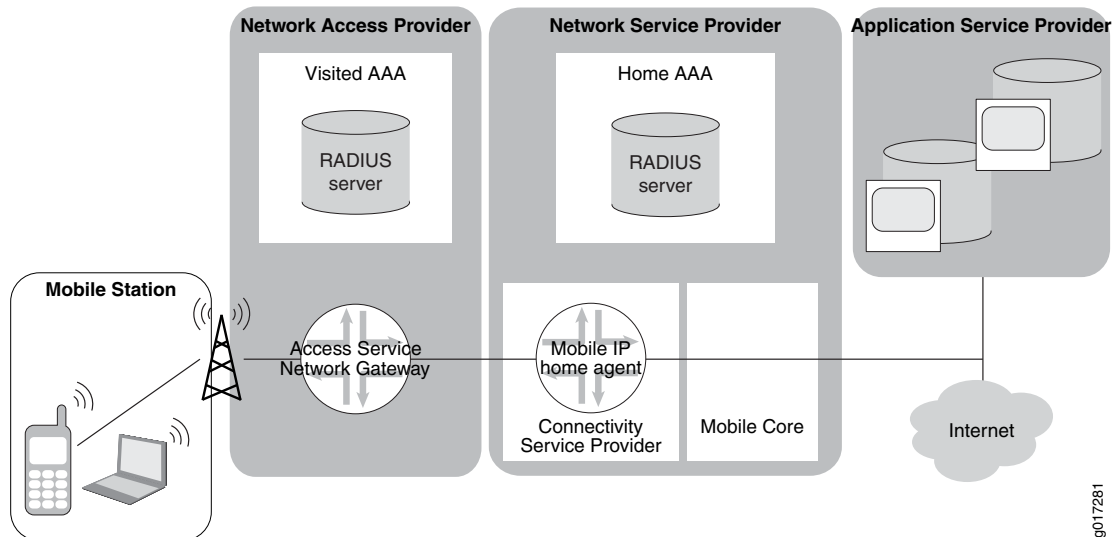 Network Access Provider
Network Service Provider
Application Service Provider
Visited AAA
Home AAA
RADIUS
server
RADIUS
server
Mobile Station
Access Service
Network Gateway
Mobile IP
home agent
Connectivity
Service Provider
Mobile Core
Internet
g017281